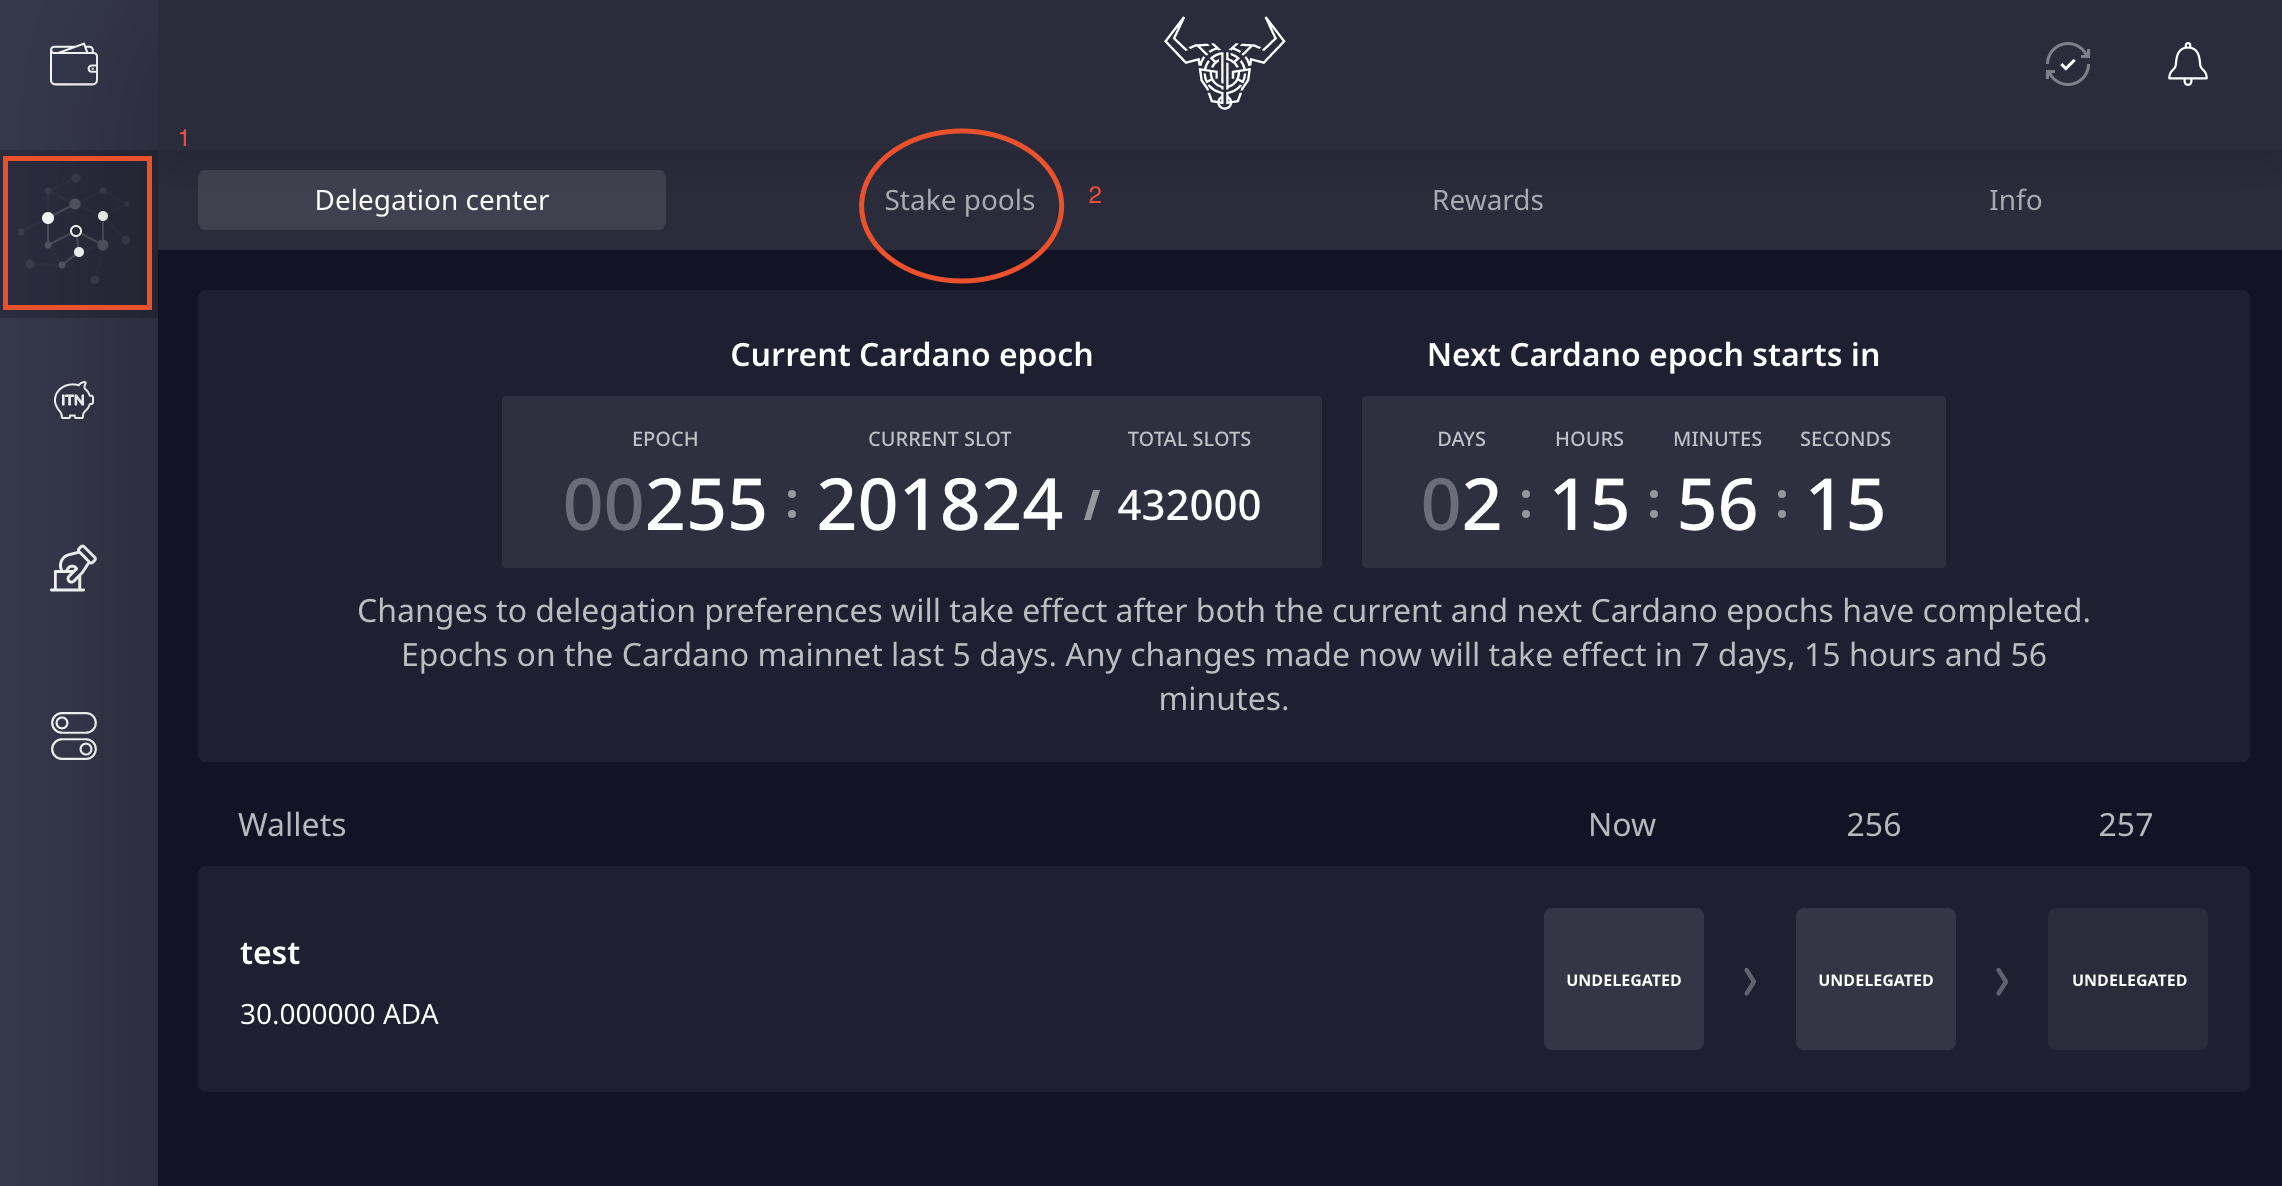 1
Delegation center
Stake pools
2
Rewards
Info
ITN
Current Cardano epoch
Next Cardano epoch starts in
EPOCH
CURRENT SLOT
TOTAL SLOTS
DAYS
HOURS
MINUTES
SECONDS
00255 : 201824 / 432000
02 : 15 : 56 : 15
Changes to delegation preferences will take effect after both the current and next Cardano epochs have completed.
Epochs on the Cardano mainnet last 5 days. Any changes made now will take effect in 7 days, 15 hours and 56
minutes.
Wallets
Now
256
257
test
30.000000 ADA
UNDELEGATED
UNDELEGATED
UNDELEGATED